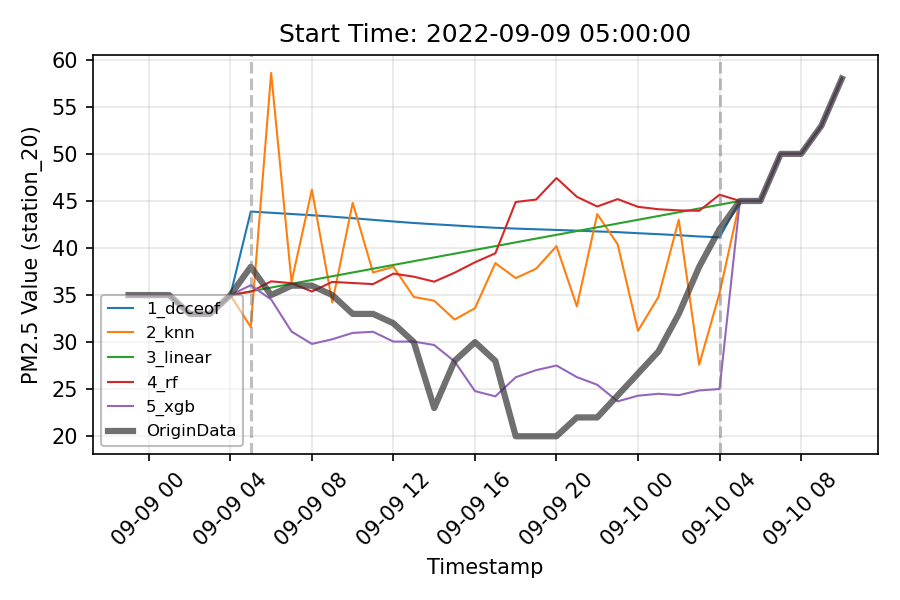 Start Time: 2022-09-09 05:00:00
PM2.5 Value (station_20)
60
55
50
45
40
35
30
25
20
1_dcceof
2_knn
3_linear
4_rf
5_xgb
OriginData
09-09 00
09-09 04
09-09 08
09-09 12
09-09 16
09-09 20
09-10 00
09-10 04
09-10 08
Timestamp